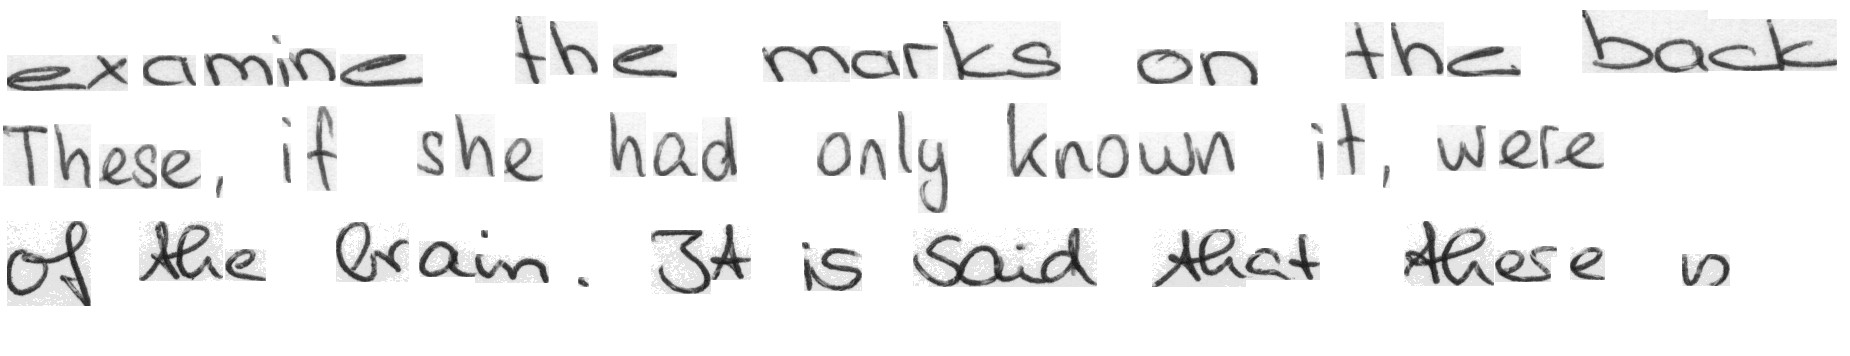 examine the marks on the back
These, if she had only known it, were
of the brain. It is said that these